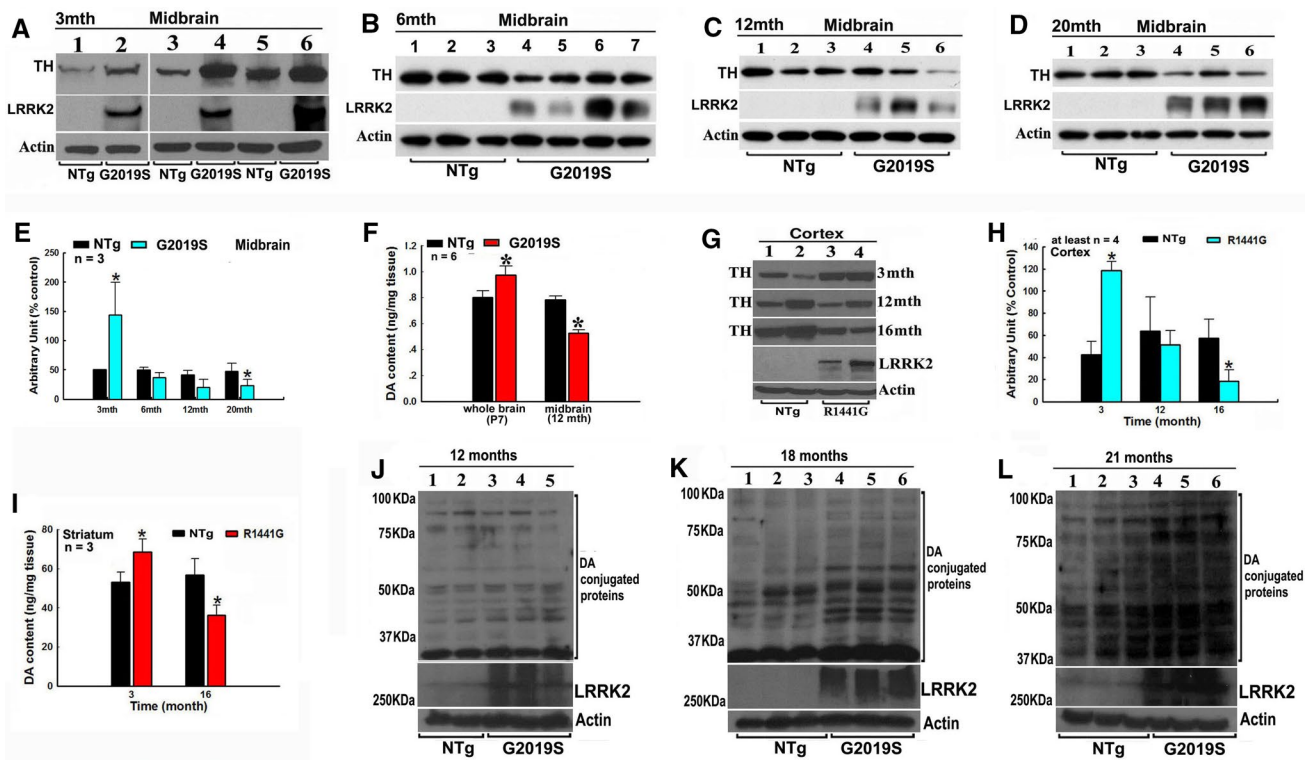 A
3mth Midbrain
1 2 3 4 5 6
TH
LRRK2
Actin
NTg G2019S NTg G2019S NTg G2019S
B
6mth Midbrain
1 2 3 4 5 6 7
TH
LRRK2
Actin
NTg G2019S
C
12mth Midbrain
1 2 3 4 5 6
TH
LRRK2
Actin
NTg G2019S
D
20mth Midbrain
1 2 3 4 5 6
TH
LRRK2
Actin
NTg G2019S
E
NTg G2019S Midbrain
n = 3
Arbitrary Unit (% control)
250
200
150
100
50
0
*
*
3mth 6mth 12mth 20mth
F
NTg G2019S
n = 6
DA content (ng/mg tissue)
1.2
1.0
.8
.6
.4
.2
0
*
*
whole brain midbrain
(P7) (12 mth)
G
Cortex
1 2 3 4
TH 3mth
TH 12mth
TH 16mth
LRRK2
Actin
NTg R1441G
H
at least n = 4 NTg R1441G
Cortex
Arbitrary Unit (% Control)
140
120
100
80
60
40
20
0
*
*
3 12 16
Time (month)
I
Striatum NTg R1441G
n = 3
DA content (ng/mg tissue)
80
60
40
20
0
*
*
3 16
Time (month)
J
12 months
1 2 3 4 5
100KDa
75KDa
50KDa
37KDa
250KDa
DA
conjugated
proteins
LRRK2
Actin
NTg G2019S
K
18 months
1 2 3 4 5 6
100KDa
75KDa
50KDa
37KDa
250KDa
DA
conjugated
proteins
LRRK2
Actin
NTg G2019S
L
21 months
1 2 3 4 5 6
100KDa
75KDa
50KDa
37KDa
250KDa
DA
conjugated
proteins
LRRK2
Actin
NTg G2019S